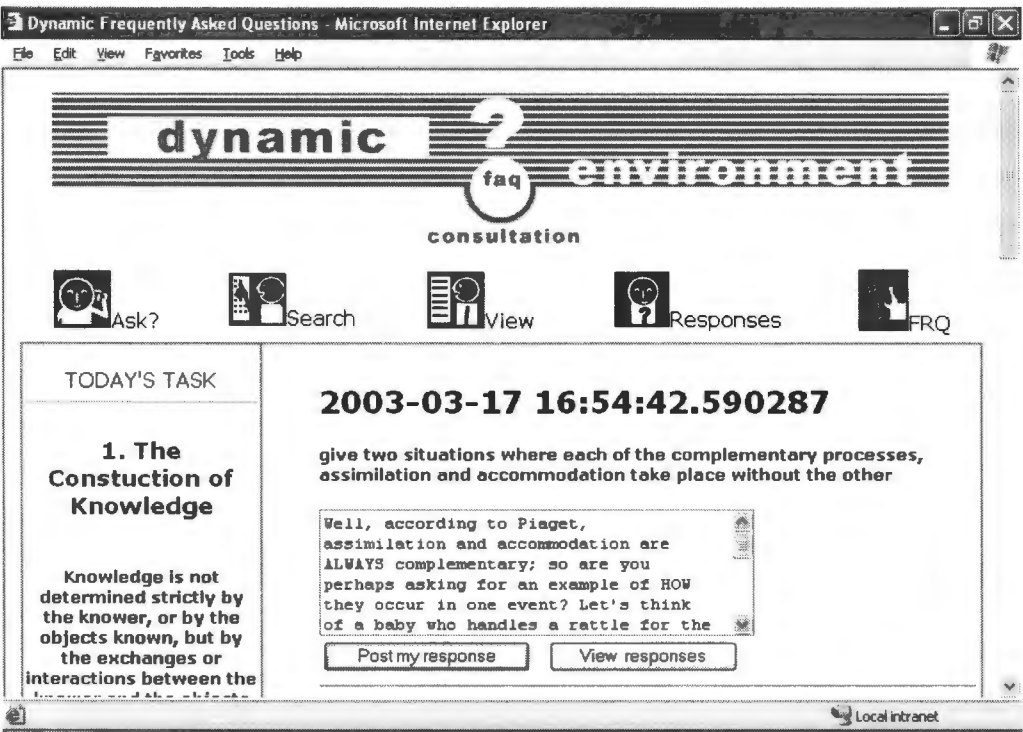 Dynamic Frequently Asked Questions - Microsoft Internet Explorer
File Edit View Favorites Tools Help
dynamic ? environment
faq
consultation
Ask? Search View Responses FRQ
TODAY'S TASK
1. The
Constuction of
Knowledge
Knowledge is not
determined strictly by
the knower, or by the
objects known, but by
the exchanges or
interactions between the
2003-03-17 16:54:42.590287
give two situations where each of the complementary processes,
assimilation and accommodation take place without the other
Well, according to Piaget,
assimilation and accommodation are
ALWAYS complementary; so are you
perhaps asking for an example of HOW
they occur in one event? Let's think
of a baby who handles a rattle for the
Post my response View responses
Local intranet